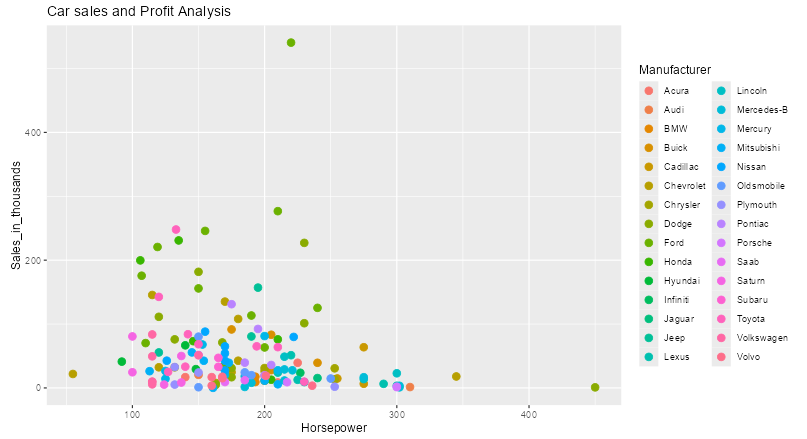 Car sales and Profit Analysis
Sales_in_thousands
400
200
0
100
200
300
400
Horsepower
Manufacturer
Acura
Audi
BMW
Buick
Cadillac
Chevrolet
Chrysler
Dodge
Ford
Honda
Hyundai
Infiniti
Jaguar
Jeep
Lexus
Lincoln
Mercedes-B
Mercury
Mitsubishi
Nissan
Oldsmobile
Plymouth
Pontiac
Porsche
Saab
Saturn
Subaru
Toyota
Volkswagen
Volvo